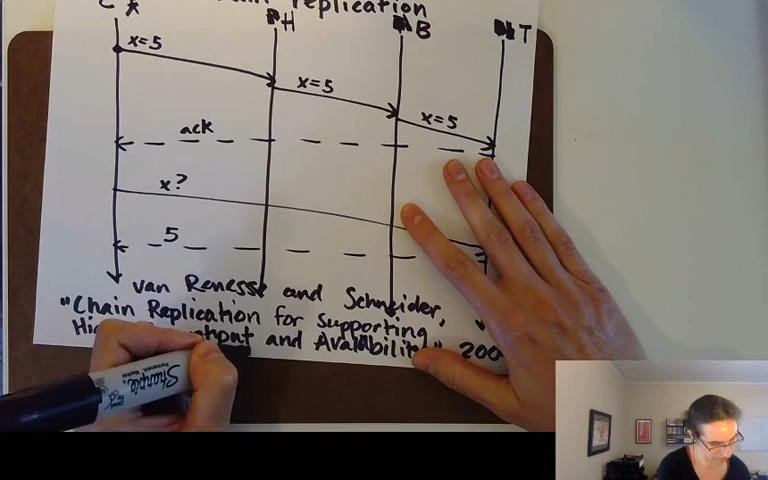 replication
C H B T
x=5
x=5
x=5
ack
x?
5
van Renesse and Schneider,
"Chain Replication for Supporting
and Availability" 200
Sharpie